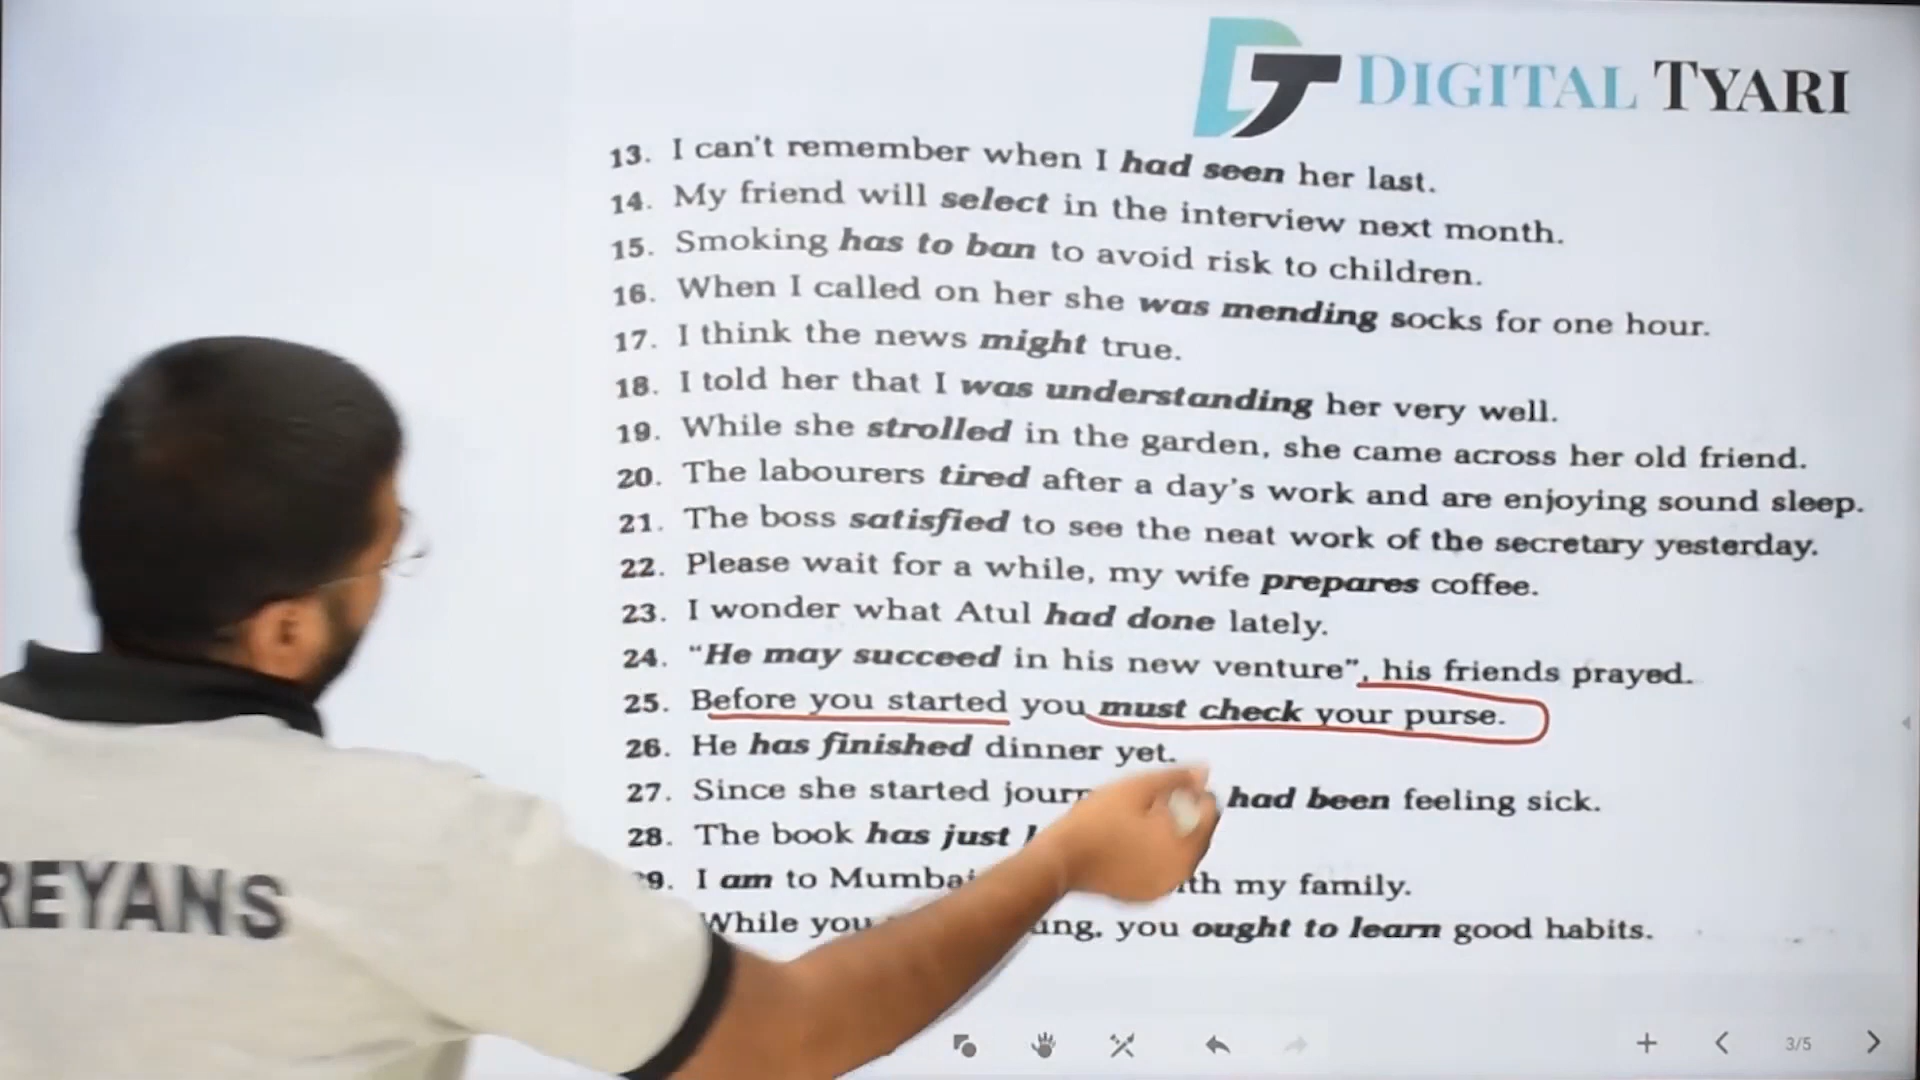 DT DIGITAL TYARI
13. I can't remember when I had seen her last.
14. My friend will select in the interview next month.
15. Smoking has to ban to avoid risk to children.
16. When I called on her she was mending socks for one hour.
17. I think the news might true.
18. I told her that I was understanding her very well.
19. While she strolled in the garden, she came across her old friend.
20. The labourers tired after a day's work and are enjoying sound sleep.
21. The boss satisfied to see the neat work of the secretary yesterday.
22. Please wait for a while, my wife prepares coffee.
23. I wonder what Atul had done lately.
24. "He may succeed in his new venture", his friends prayed.
25. Before you started you must check your purse.
26. He has finished dinner yet.
27. Since she started had been feeling sick.
28. The book has just
9. I am to Mumbai my family.
While you you ought to learn good habits.
REYANS
3/5